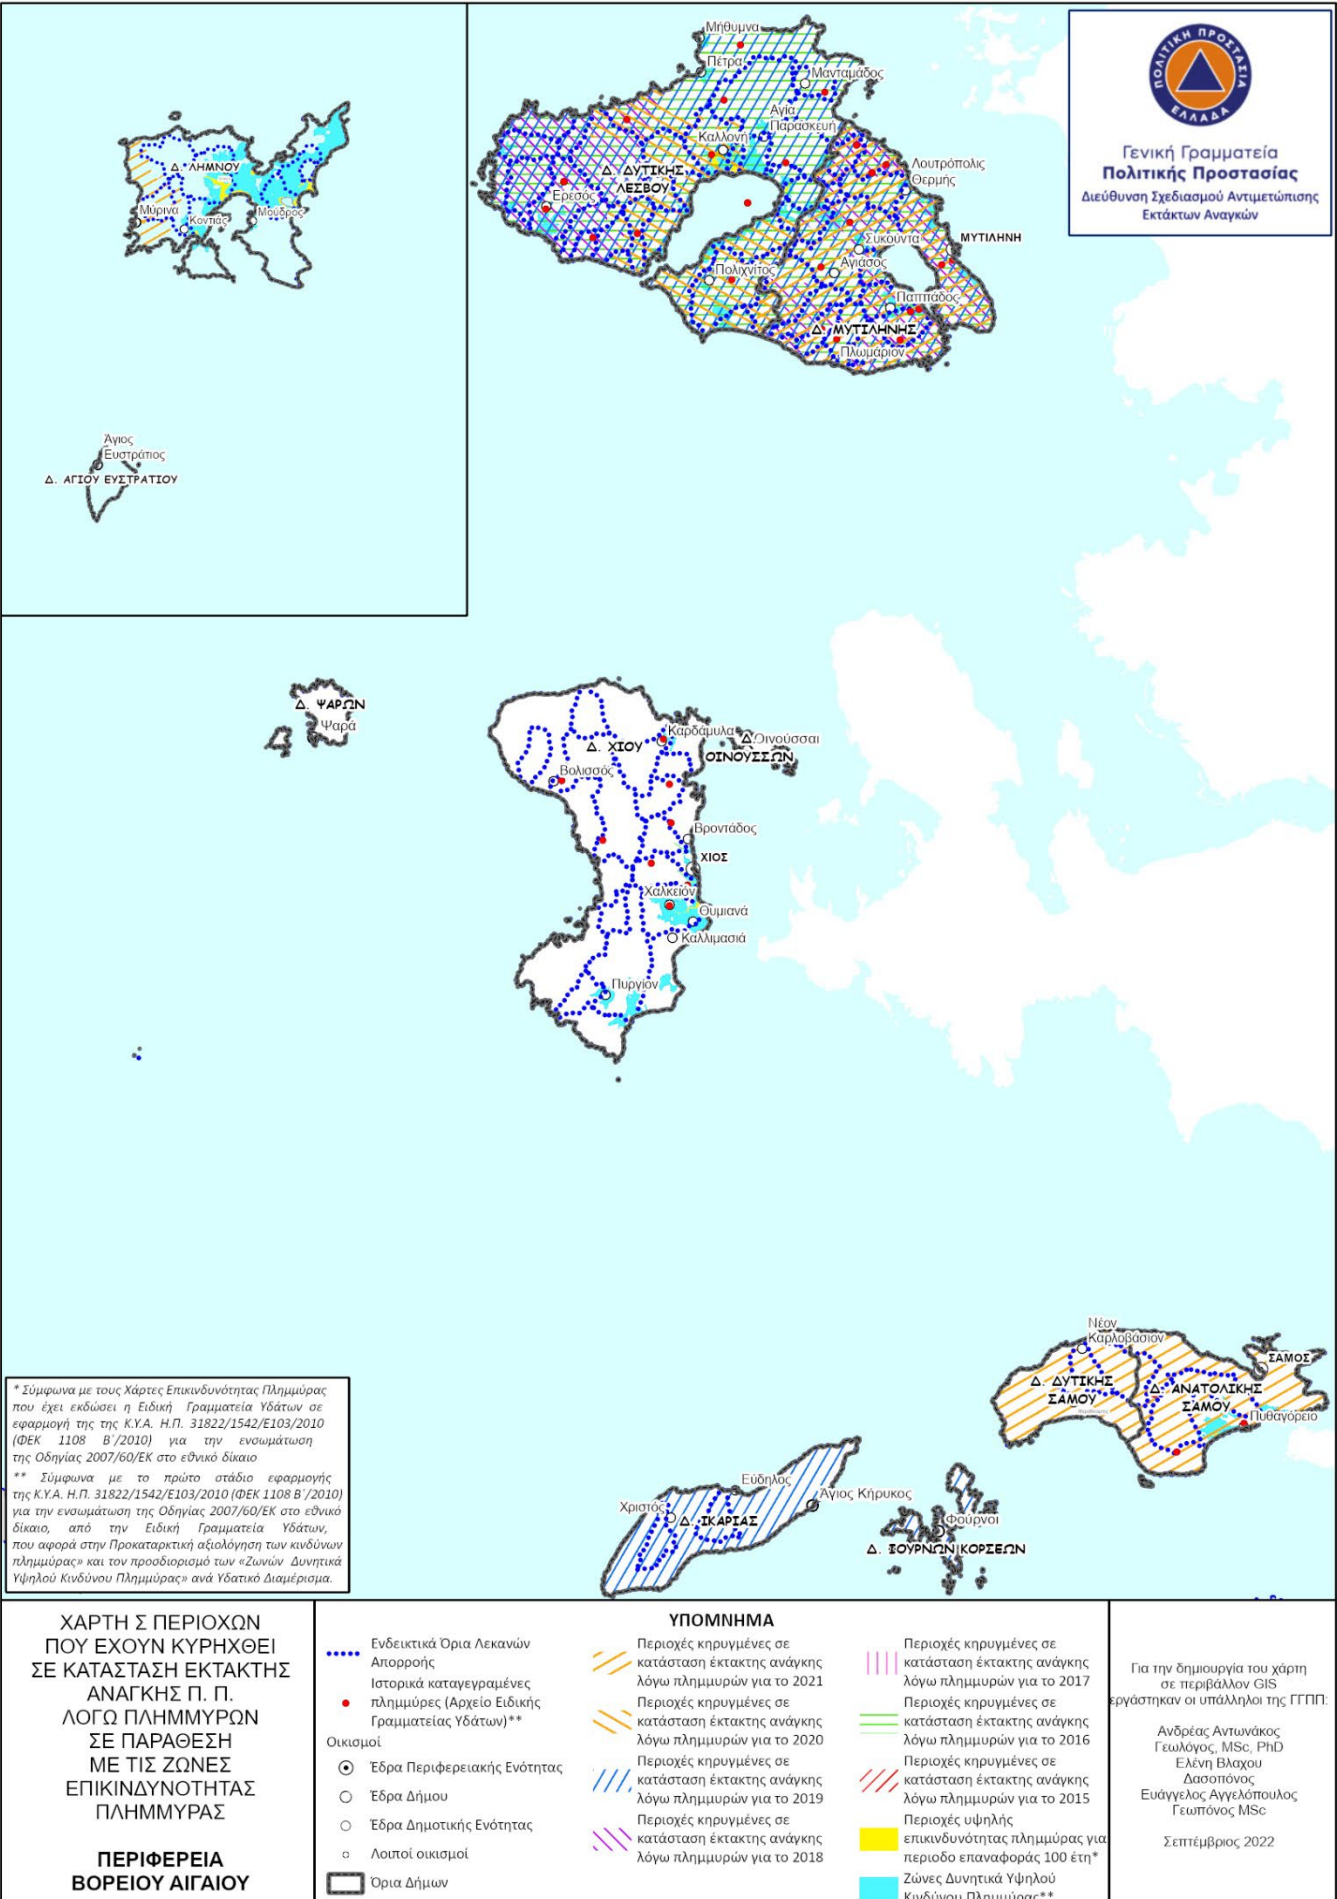 ΠΟΛΙΤΙΚΗ ΠΡΟΣΤΑΣΙΑ
ΕΛΛΑΔΑ
Γενική Γραμματεία
Πολιτικής Προστασίας
Διεύθυνση Σχεδιασμού Αντιμετώπισης
Εκτάκτων Αναγκών
Μήθυμνα
Πέτρα
Μανταμάδος
Αγία
Παρασκευή
Καλλονή
Δ. ΔΥΤΙΚΗΣ
ΛΕΣΒΟΥ
Ερεσός
Λουτρόπολις
Θερμής
ΜΥΤΙΛΗΝΗ
Συκούντα
Αγιάσος
Πολιχνίτος
Παππάδος
Δ. ΜΥΤΙΛΗΝΗΣ
Πλωμάριον
Δ. ΛΗΜΝΟΥ
Μύρινα
Κοντιάς
Μούδρος
Άγιος
Ευστράτιος
Δ. ΑΓΙΟΥ ΕΥΣΤΡΑΤΙΟΥ
Δ. ΨΑΡΩΝ
Ψαρά
Καρδάμυλα
Δ. ΧΙΟΥ
Δ.
Οινούσσαι
ΟΙΝΟΥΣΣΩΝ
Βολισσός
Βροντάδος
ΧΙΟΣ
Χαλκειόν
Θυμιανά
Καλλιμασιά
Πυργίον
Νέον
Καρλοβάσιον
ΣΑΜΟΣ
Δ. ΔΥΤΙΚΗΣ
ΣΑΜΟΥ
Δ. ΑΝΑΤΟΛΙΚΗΣ
ΣΑΜΟΥ
Πυθαγόρειο
Εύδηλος
Άγιος Κήρυκος
Χριστός
Δ. ΙΚΑΡΙΑΣ
Φούρνοι
Δ. ΦΟΥΡΝΩΝ ΚΟΡΣΕΩΝ
* Σύμφωνα με τους Χάρτες Επικινδυνότητας Πλημμύρας
που έχει εκδώσει η Ειδική Γραμματεία Υδάτων σε
εφαρμογή της της Κ.Υ.Α. Η.Π. 31822/1542/Ε103/2010
(ΦΕΚ 1108 Β΄/2010) για την ενσωμάτωση
της Οδηγίας 2007/60/ΕΚ στο εθνικό δίκαιο
** Σύμφωνα με το πρώτο στάδιο εφαρμογής
της Κ.Υ.Α. Η.Π. 31822/1542/Ε103/2010 (ΦΕΚ 1108 Β΄/2010)
για την ενσωμάτωση της Οδηγίας 2007/60/ΕΚ στο εθνικό
δίκαιο, από την Ειδική Γραμματεία Υδάτων,
που αφορά στην Προκαταρκτική αξιολόγηση των κινδύνων
πλημμύρας» και τον προσδιορισμό των «Ζωνών Δυνητικά
Υψηλού Κινδύνου Πλημμύρας» ανά Υδατικό Διαμέρισμα.
ΧΑΡΤΗ Σ ΠΕΡΙΟΧΩΝ
ΠΟΥ ΕΧΟΥΝ ΚΥΡΗΧΘΕΙ
ΣΕ ΚΑΤΑΣΤΑΣΗ ΕΚΤΑΚΤΗΣ
ΑΝΑΓΚΗΣ Π. Π.
ΛΟΓΩ ΠΛΗΜΜΥΡΩΝ
ΣΕ ΠΑΡΑΘΕΣΗ
ΜΕ ΤΙΣ ΖΩΝΕΣ
ΕΠΙΚΙΝΔΥΝΟΤΗΤΑΣ
ΠΛΗΜΜΥΡΑΣ
ΠΕΡΙΦΕΡΕΙΑ
ΒΟΡΕΙΟΥ ΑΙΓΑΙΟΥ
ΥΠΟΜΝΗΜΑ
Ενδεικτικά Όρια Λεκανών
Απορροής
Ιστορικά καταγεγραμένες
πλημμύρες (Αρχείο Ειδικής
Γραμματείας Υδάτων)**
Οικισμοί
Έδρα Περιφερειακής Ενότητας
Έδρα Δήμου
Έδρα Δημοτικής Ενότητας
Λοιποί οικισμοί
Όρια Δήμων
Περιοχές κηρυγμένες σε
κατάσταση έκτακτης ανάγκης
λόγω πλημμυρών για το 2021
Περιοχές κηρυγμένες σε
κατάσταση έκτακτης ανάγκης
λόγω πλημμυρών για το 2020
Περιοχές κηρυγμένες σε
κατάσταση έκτακτης ανάγκης
λόγω πλημμυρών για το 2019
Περιοχές κηρυγμένες σε
κατάσταση έκτακτης ανάγκης
λόγω πλημμυρών για το 2018
Περιοχές κηρυγμένες σε
κατάσταση έκτακτης ανάγκης
λόγω πλημμυρών για το 2017
Περιοχές κηρυγμένες σε
κατάσταση έκτακτης ανάγκης
λόγω πλημμυρών για το 2016
Περιοχές κηρυγμένες σε
κατάσταση έκτακτης ανάγκης
λόγω πλημμυρών για το 2015
Περιοχές υψηλής
επικινδυνότητας πλημμύρας για
περιοδο επαναφοράς 100 έτη*
Ζώνες Δυνητικά Υψηλού
Κινδύνου Πλημμύρας**
Για την δημιουργία του χάρτη
σε περιβάλλον GIS
εργάστηκαν οι υπάλληλοι της ΓΓΠΠ:
Ανδρέας Αντωνάκος
Γεωλόγος, MSc, PhD
Ελένη Βλαχου
Δασοπόνος
Ευάγγελος Αγγελόπουλος
Γεωπόνος MSc
Σεπτέμβριος 2022